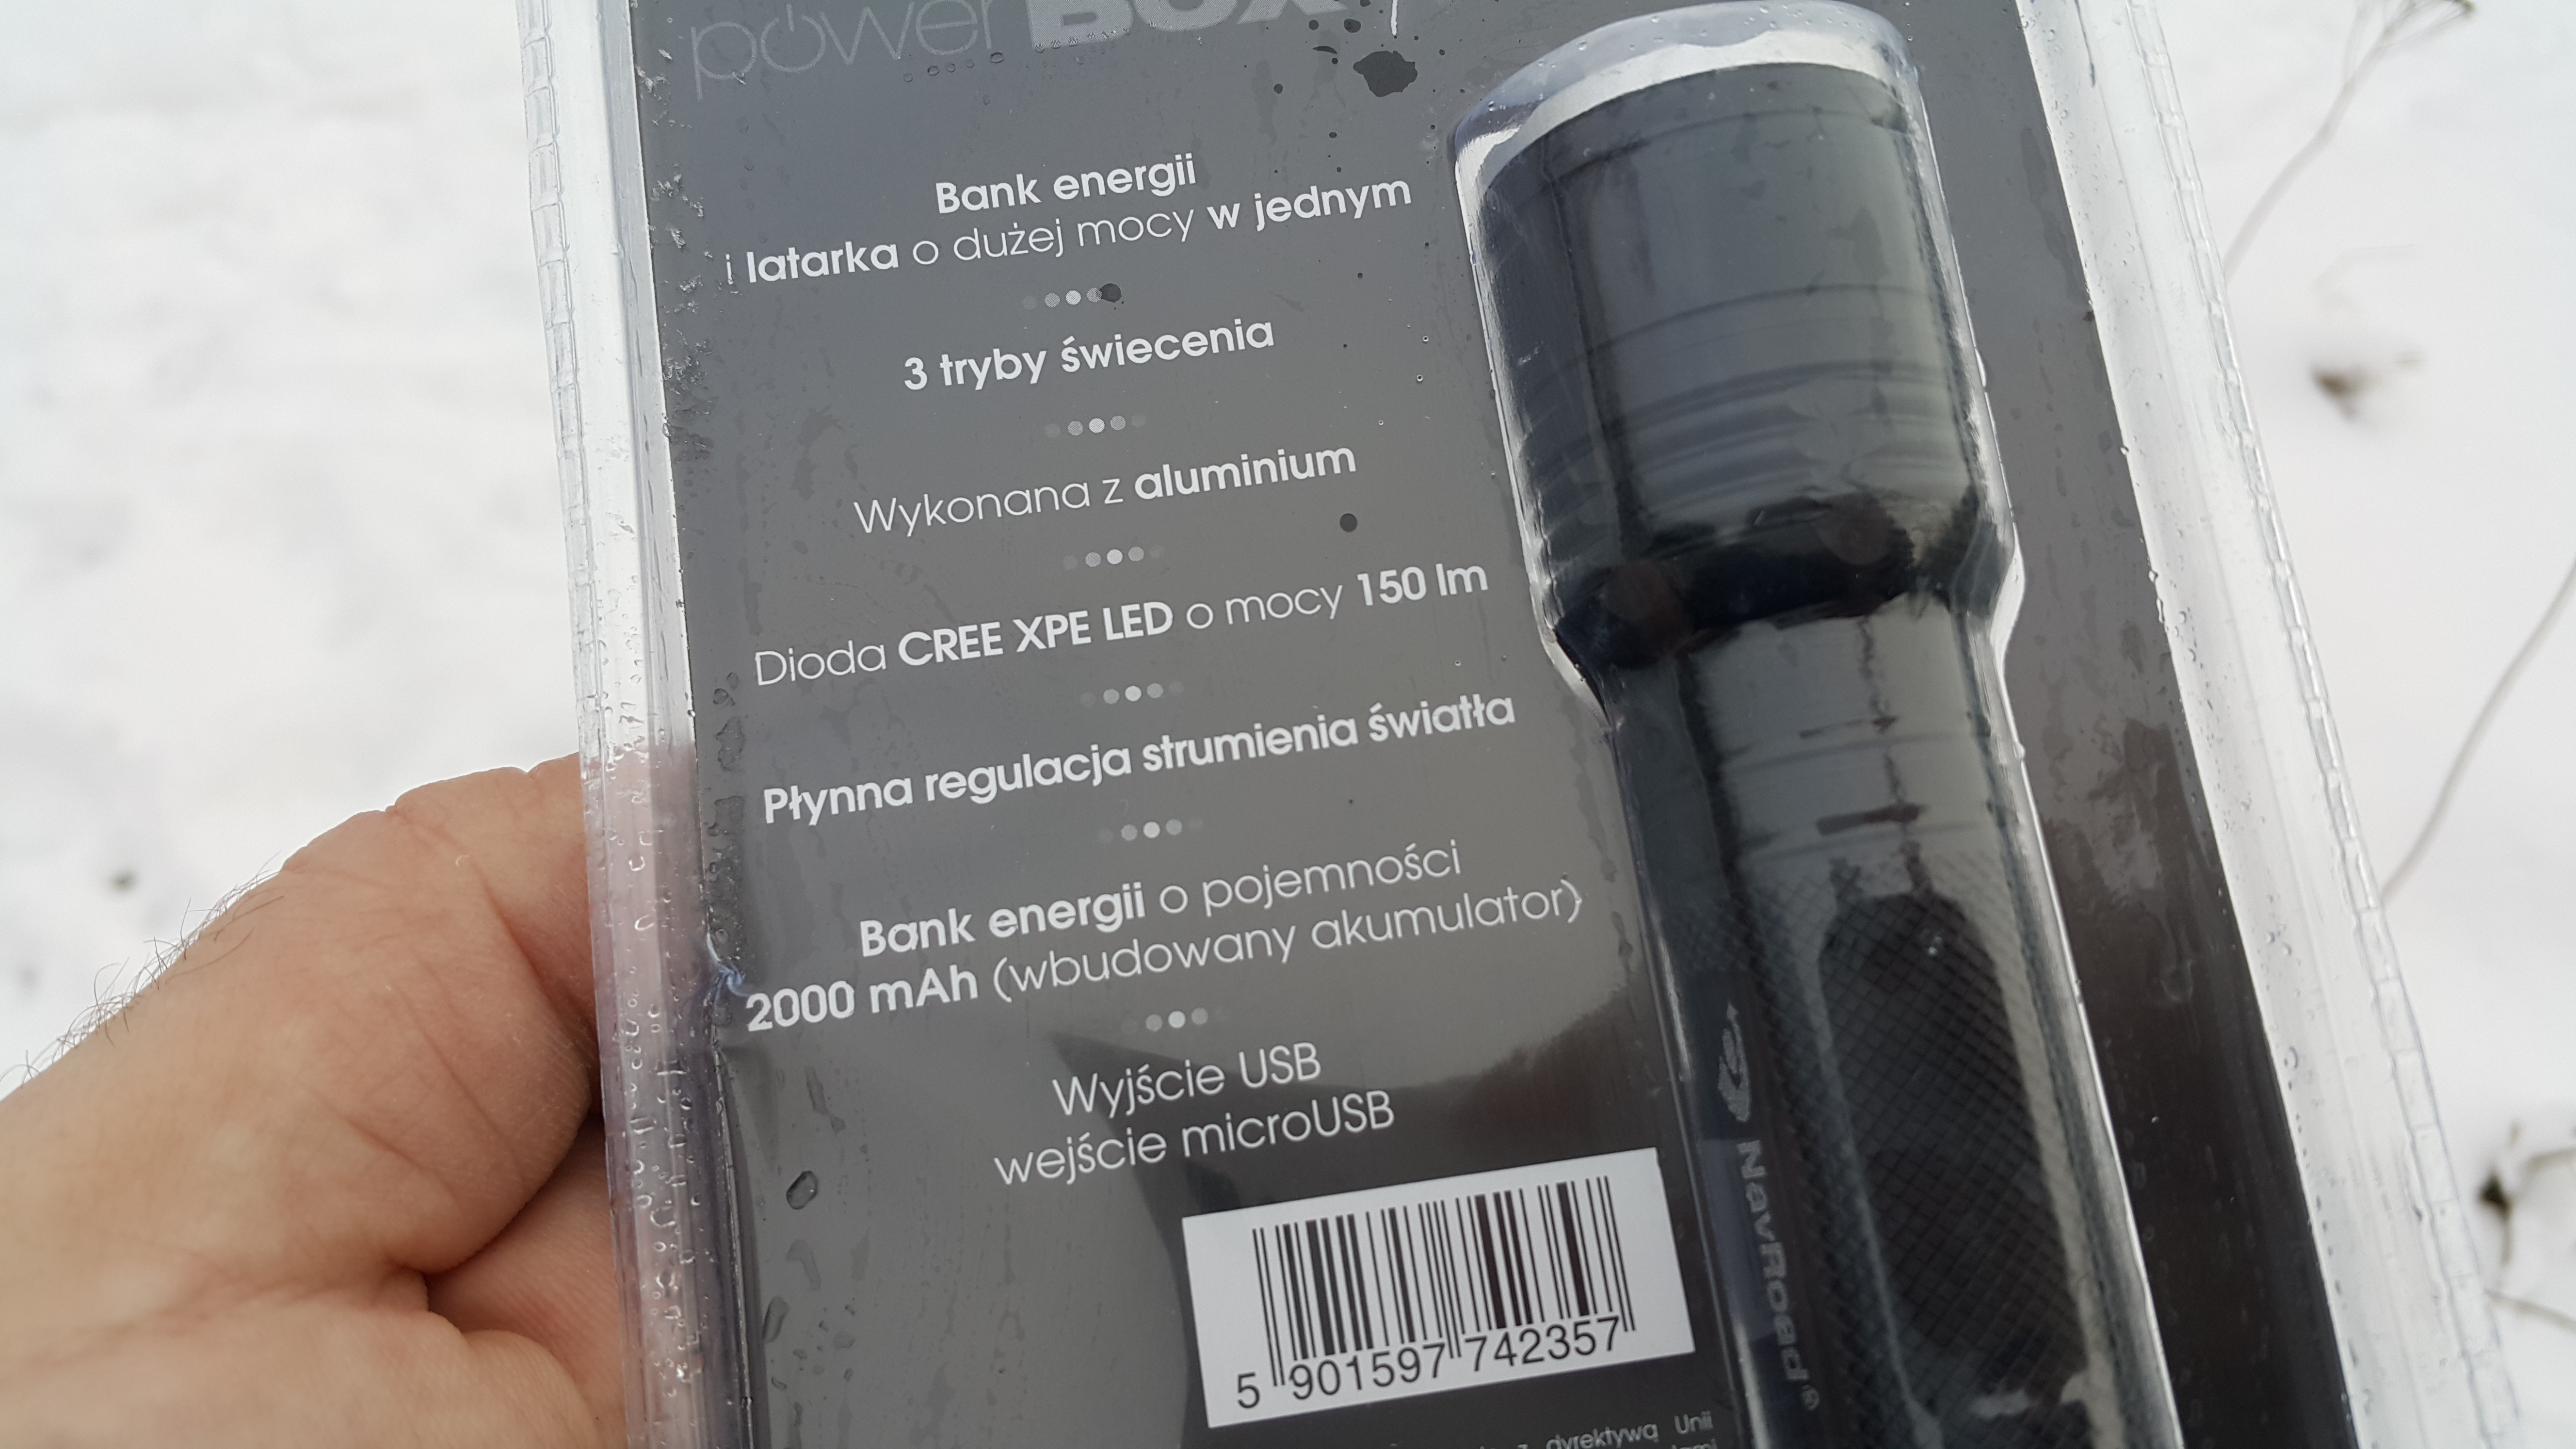 power BOX
Bank energii
i latarka o dużej mocy w jednym
3 tryby świecenia
Wykonana z aluminium
Dioda CREE XPE LED o mocy 150 lm
Płynna regulacja strumienia światła
Bank energii o pojemności
2000 mAh (wbudowany akumulator)
Wyjście USB
wejście microUSB
5 901597 742357
dyrektywą Unii
NavRoad®